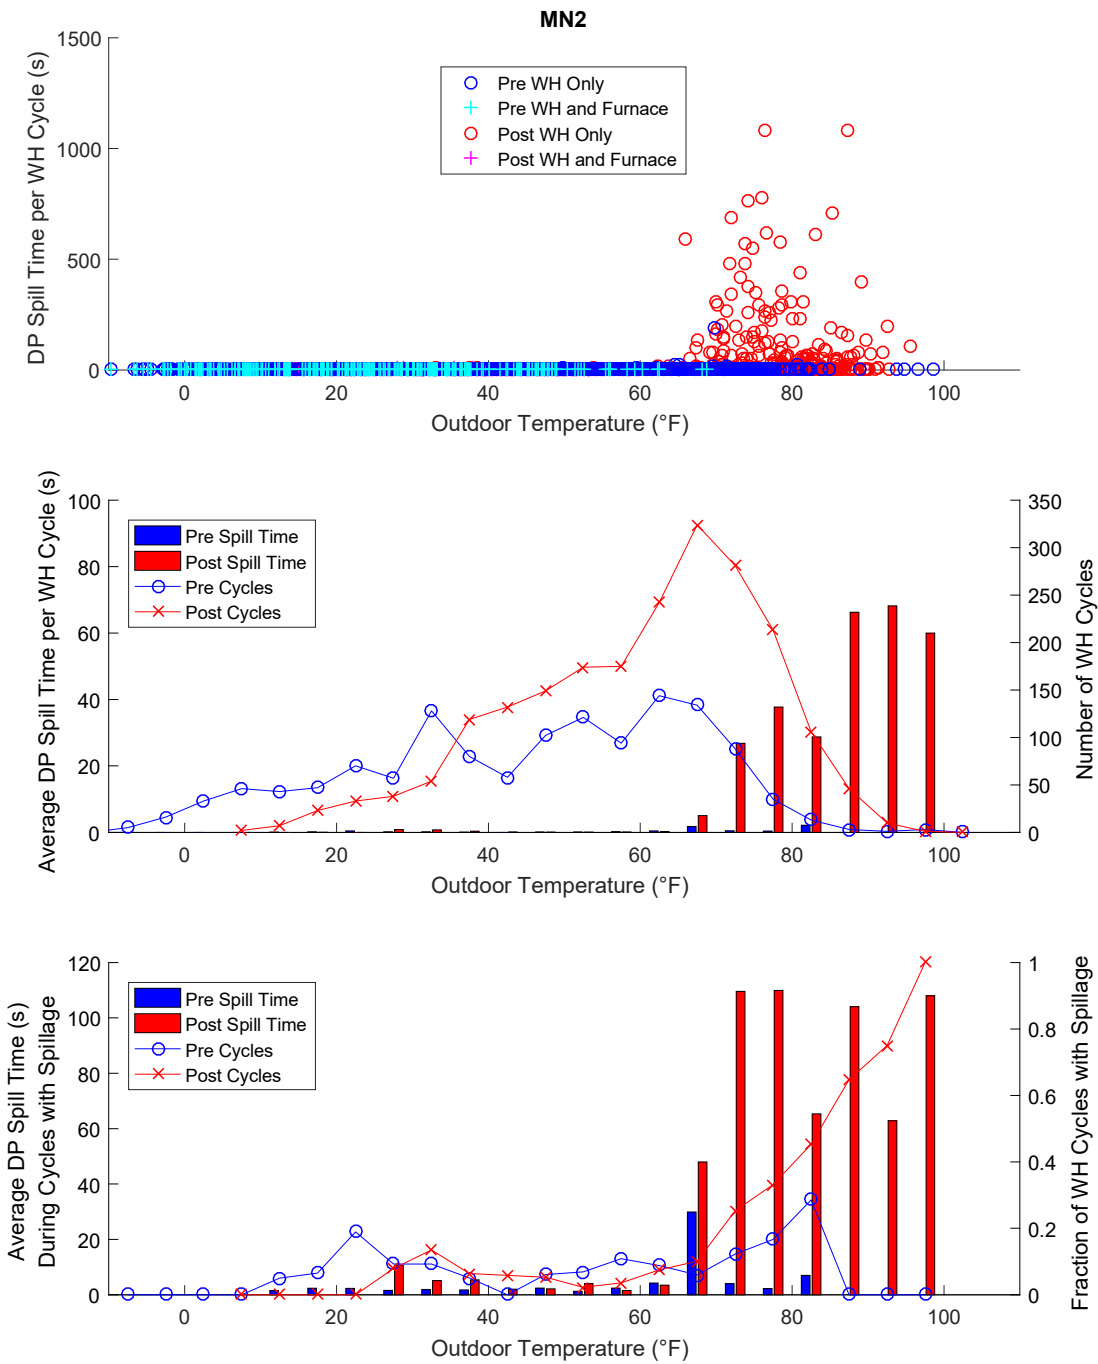 MN2
DP Spill Time per WH Cycle (s)
1500
1000
500
0
Pre WH Only
Pre WH and Furnace
Post WH Only
Post WH and Furnace
0 20 40 60 80 100
Outdoor Temperature (°F)
Average DP Spill Time per WH Cycle (s)
100
80
60
40
20
0
Pre Spill Time
Post Spill Time
Pre Cycles
Post Cycles
350
300
250
200
150
100
50
0
Number of WH Cycles
0 20 40 60 80 100
Outdoor Temperature (°F)
Average DP Spill Time (s)
During Cycles with Spillage
120
100
80
60
40
20
0
Pre Spill Time
Post Spill Time
Pre Cycles
Post Cycles
1
0.8
0.6
0.4
0.2
0
Fraction of WH Cycles with Spillage
0 20 40 60 80 100
Outdoor Temperature (°F)